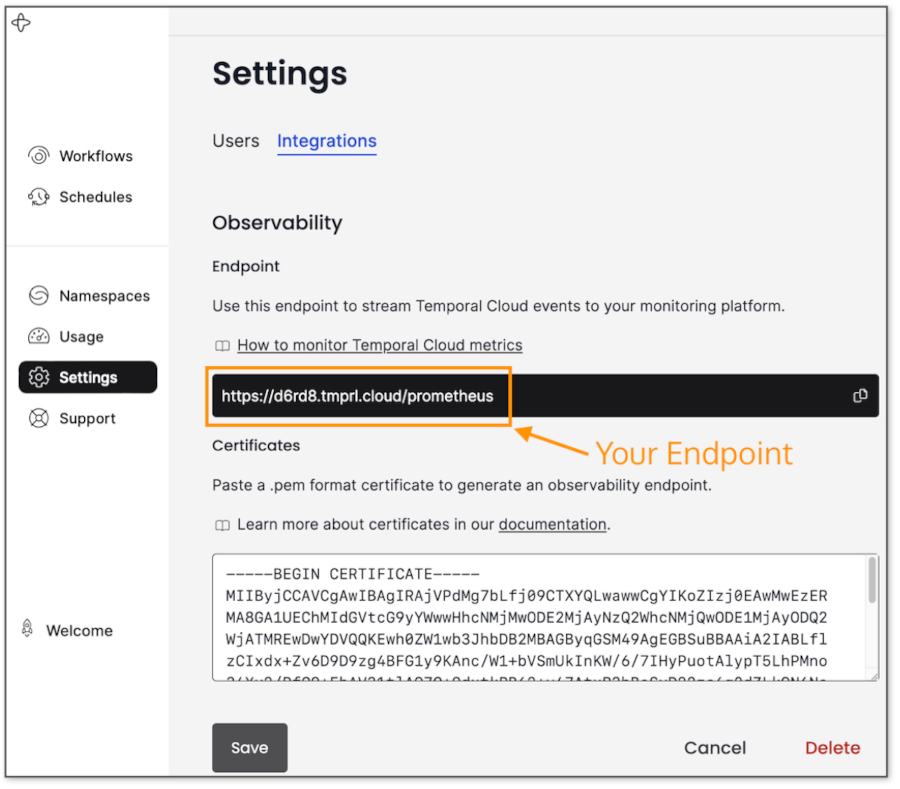 Settings
Users Integrations
Workflows
Schedules
Observability
Endpoint
Namespaces
Use this endpoint to stream Temporal Cloud events to your monitoring platform.
Usage
How to monitor Temporal Cloud metrics
Settings
https://d6rd8.tmprl.cloud/prometheus
Support
Certificates
Your Endpoint
Paste a .pem format certificate to generate an observability endpoint.
Learn more about certificates in our documentation.
-----BEGIN CERTIFICATE-----
MIIByjCCAVCgAwIBAgIRAjVPdMg7bLfj09CTXYQLwawwCgYIKoZIzj0EAwMwEzER
MA8GA1UEChMIdGVtcG9yYWwwHhcNMjMwODE2MjAyNzQ2WhcNMjQwODE1MjAyODQ2
WjATMREwDwYDVQQKEwh0ZW1wb3JhbDB2MBAGByqGSM49AgEGBSuBBAAiA2IABLfl
zCIxdx+Zv6D9D9zg4BFG1y9KAnc/W1+bVSmUkInKW/6/7IHyPuotAlypT5LhPMno
Welcome
Save
Cancel
Delete